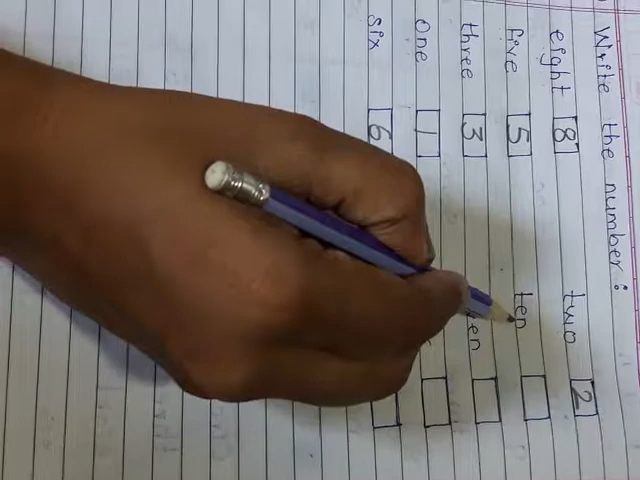 Write the number:
eight 8 two 2
five 5 ten
three 3
one 1
six 6